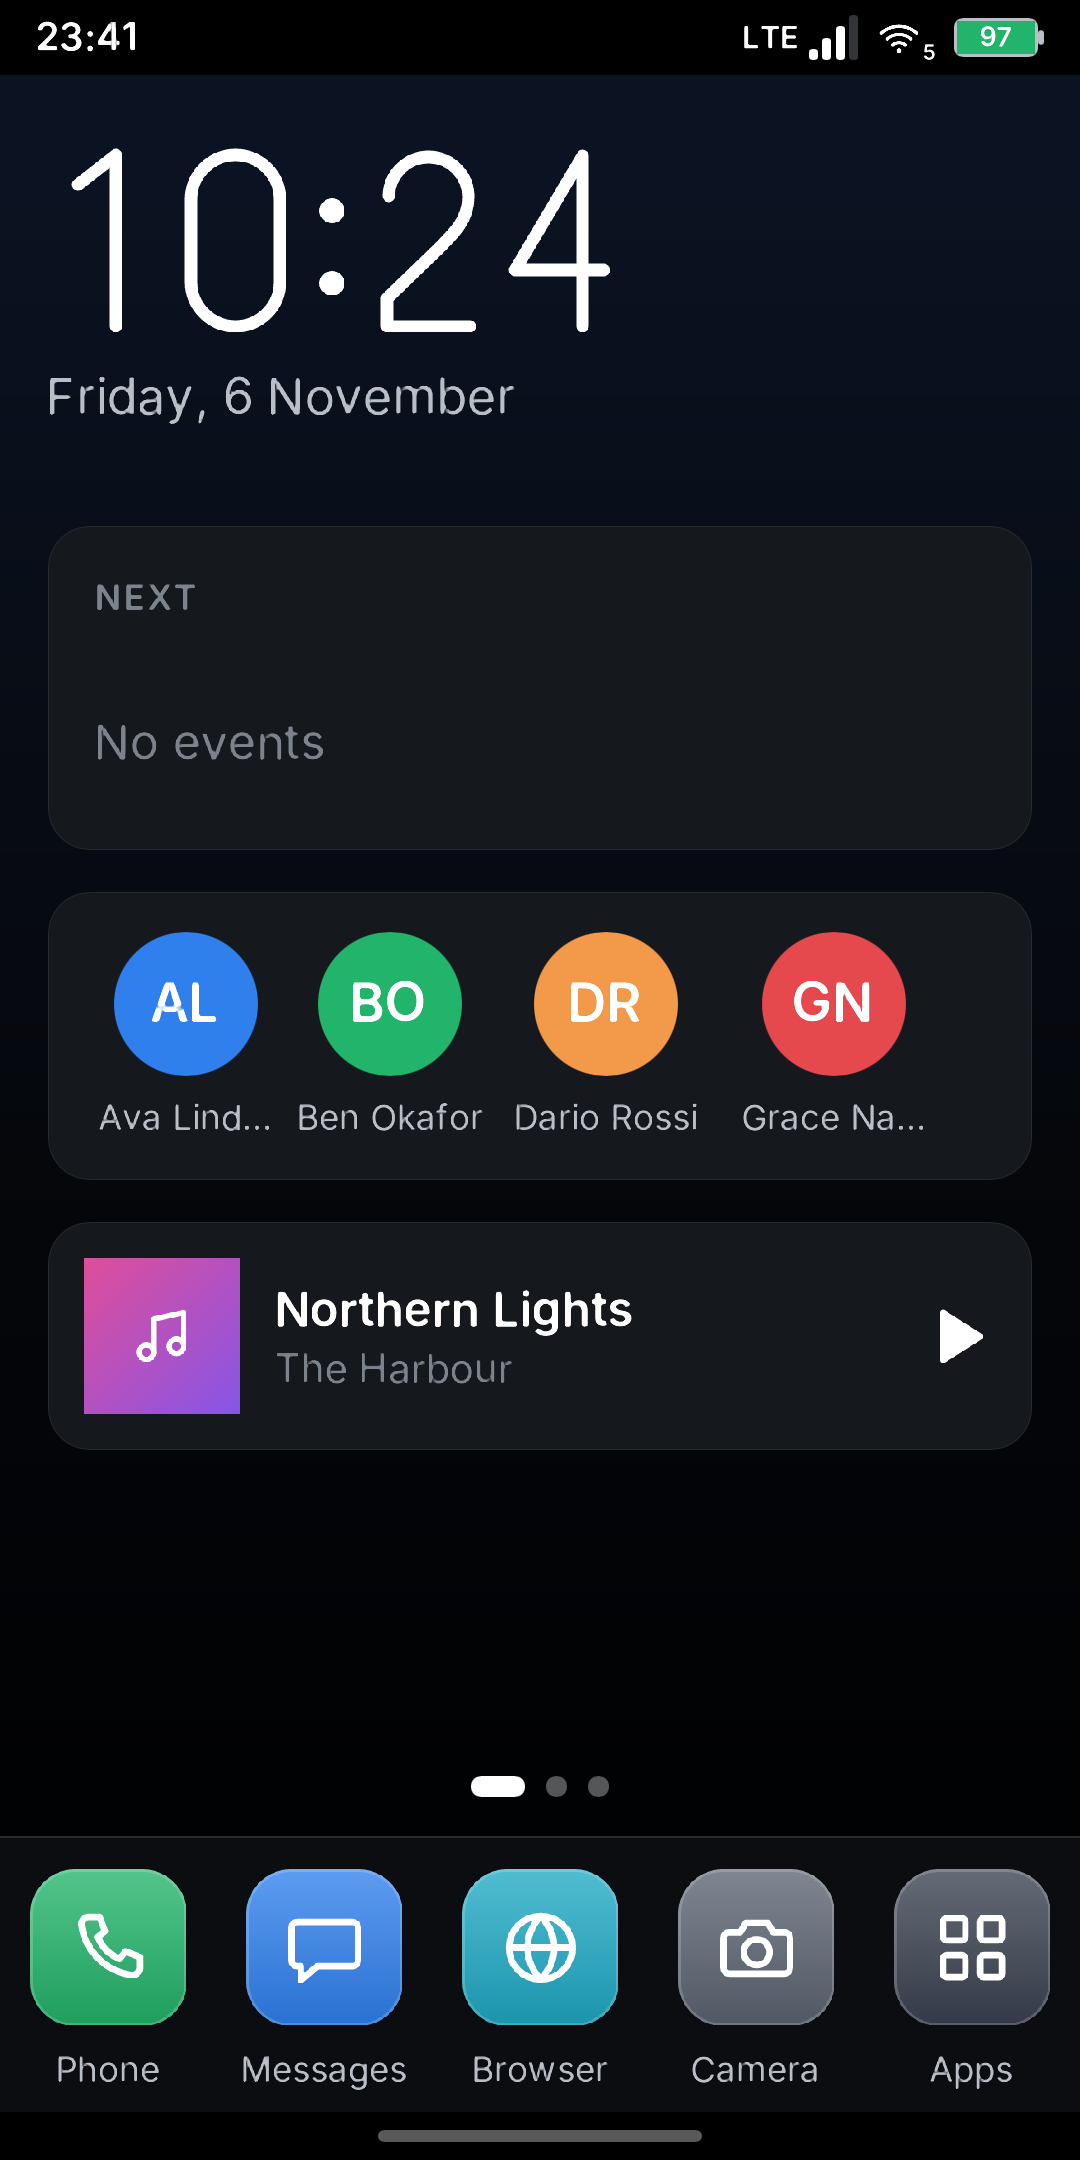 23:41
LTE 5 97
10:24
Friday, 6 November
NEXT
No events
AL BO DR GN
Ava Lind... Ben Okafor Dario Rossi Grace Na...
Northern Lights
The Harbour
Phone Messages Browser Camera Apps